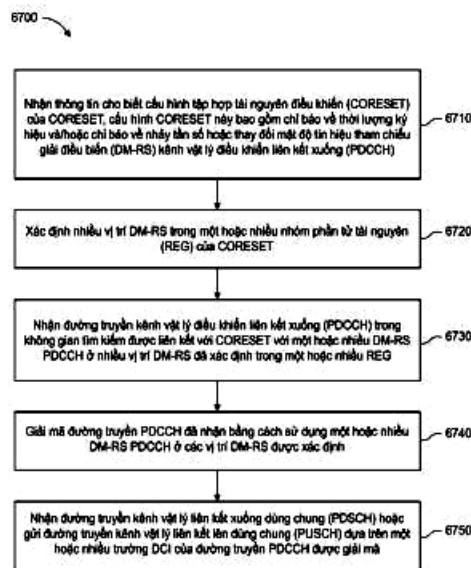 6700
Nhận thông tin cho biết cấu hình tập hợp tài nguyên điều khiển (CORESET)
của CORESET, cấu hình CORESET này bao gồm chỉ báo về thời lượng ký
hiệu và/hoặc chỉ báo về nhảy tần số hoặc thay đổi mật độ tín hiệu tham chiếu
giải điều biến (DM-RS) kênh vật lý điều khiển liên kết xuống (PDCCH)
6710
Xác định nhiều vị trí DM-RS trong một hoặc nhiều nhóm phần tử tài nguyên
(REG) của CORESET
6720
Nhận đường truyền kênh vật lý điều khiển liên kết xuống (PDCCH) trong
không gian tìm kiếm được liên kết với CORESET với một hoặc nhiều DM-RS
PDCCH ở nhiều vị trí DM-RS đã xác định trong một hoặc nhiều REG
6730
Giải mã đường truyền PDCCH đã nhận bằng cách sử dụng một hoặc nhiều
DM-RS PDCCH ở các vị trí DM-RS được xác định
6740
Nhận đường truyền kênh vật lý liên kết xuống dùng chung (PDSCH) hoặc
gửi đường truyền kênh vật lý liên kết lên dùng chung (PUSCH) dựa trên một
hoặc nhiều trường DCI của đường truyền PDCCH được giải mã
6750